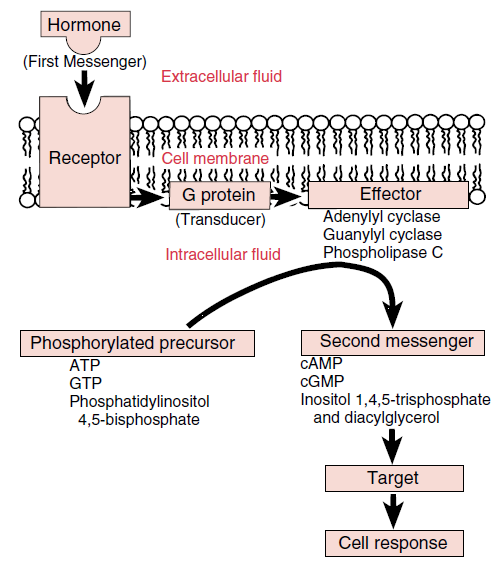 Hormone
(First Messenger)
Extracellular fluid
Receptor
Cell membrane
G protein
(Transducer)
Effector
Adenylyl cyclase
Guanylyl cyclase
Phospholipase C
Intracellular fluid
Phosphorylated precursor
ATP
GTP
Phosphatidylinositol
4,5-bisphosphate
Second messenger
cAMP
cGMP
Inositol 1,4,5-trisphosphate
and diacylglycerol
Target
Cell response